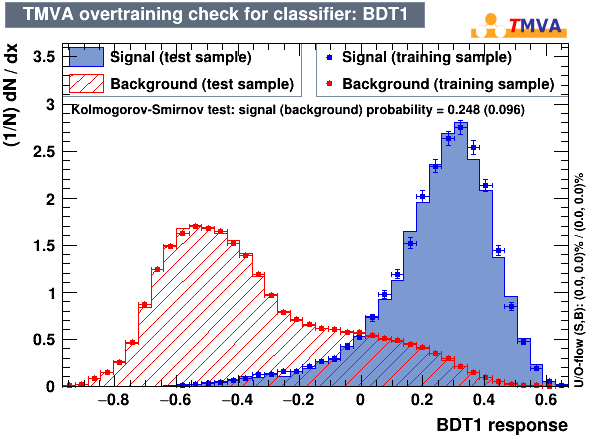 TMVA overtraining check for classifier: BDT1
TMVA
(1/N) dN / dx
Signal (test sample)
Background (test sample)
Signal (training sample)
Background (training sample)
Kolmogorov-Smirnov test: signal (background) probability = 0.248 (0.096)
3.5
3
2.5
2
1.5
1
0.5
0
−0.8 −0.6 −0.4 −0.2 0 0.2 0.4 0.6
BDT1 response
U/O-flow (S,B): (0.0, 0.0)% / (0.0, 0.0)%